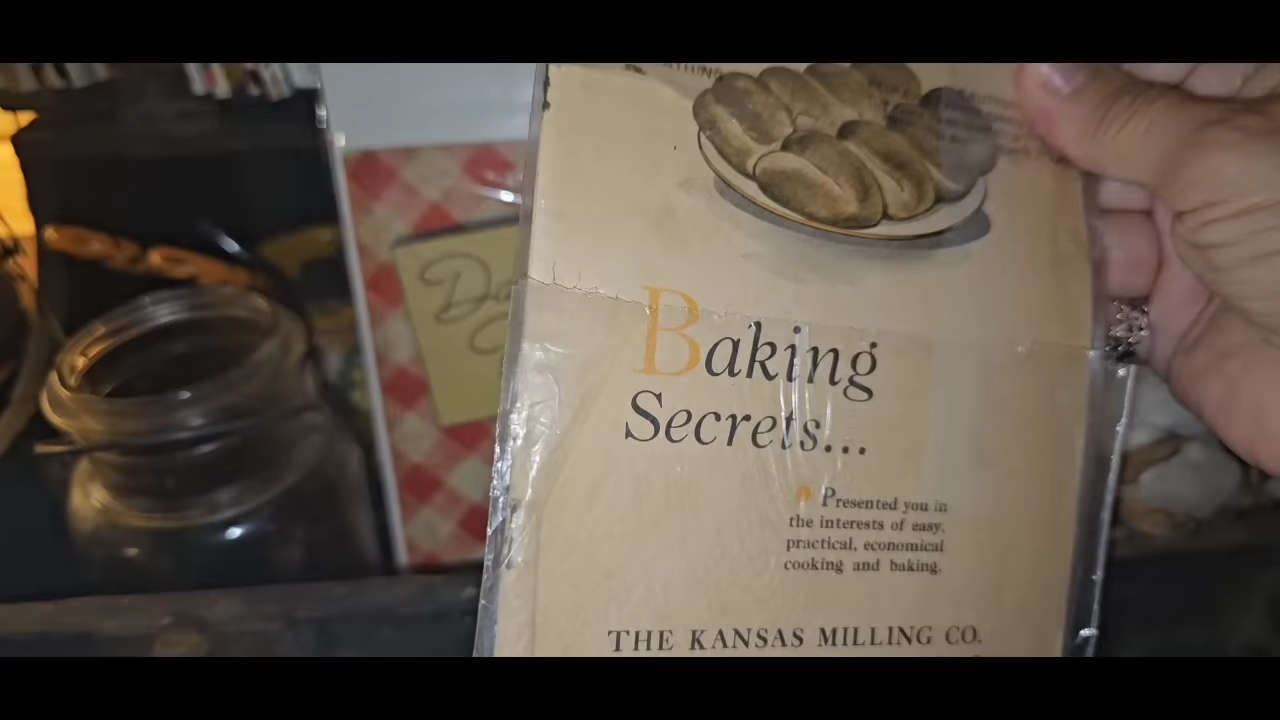 Baking
Secrets...
Presented you in
the interests of easy,
practical, economical
cooking and baking.
THE KANSAS MILLING CO.